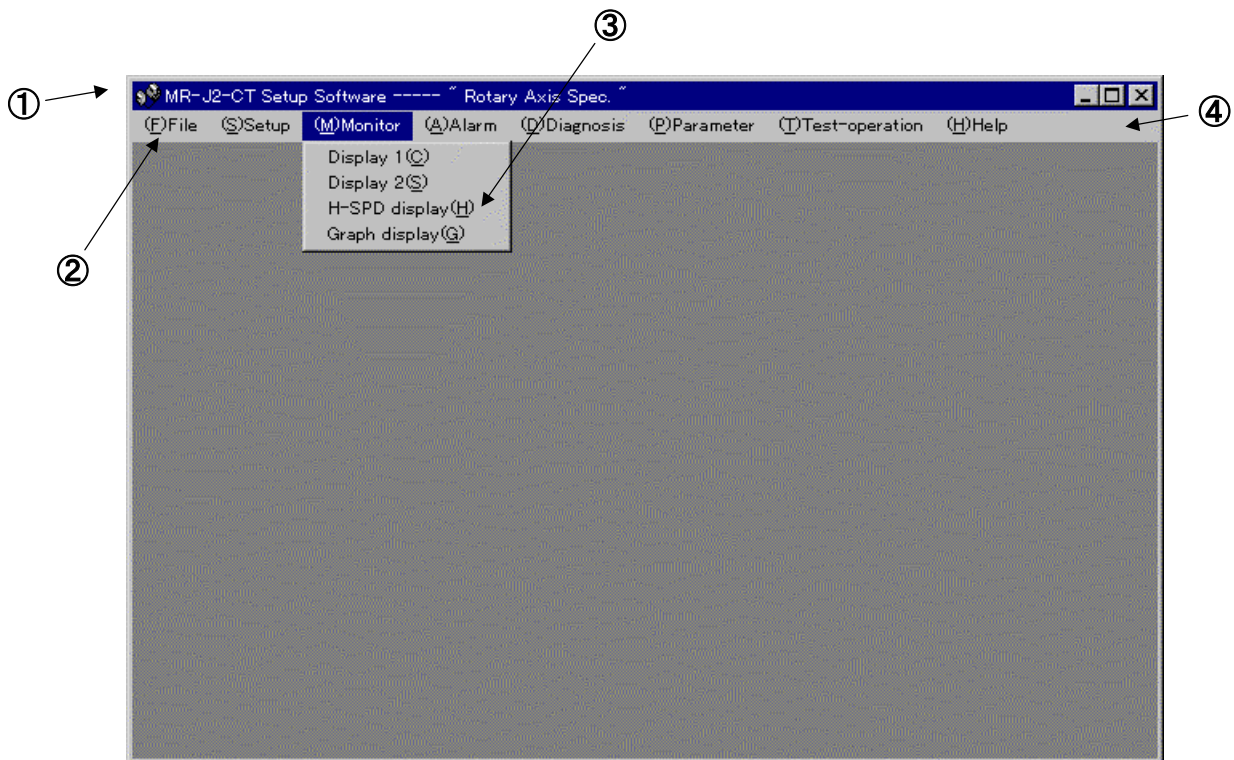 ③
①
MR-J2-CT Setup Software ----- ~ Rotary Axis Spec. ~
④
(F)File (S)Setup (M)Monitor (A)Alarm (D)Diagnosis (P)Parameter (T)Test-operation (H)Help
Display 1(C)
Display 2(S)
H-SPD display(H)
Graph display(G)
②